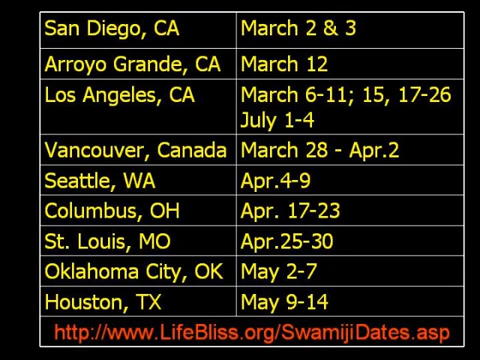 San Diego, CA March 2 & 3
Arroyo Grande, CA March 12
Los Angeles, CA March 6-11; 15, 17-26
July 1-4
Vancouver, Canada March 28 - Apr.2
Seattle, WA Apr.4-9
Columbus, OH Apr. 17-23
St. Louis, MO Apr.25-30
Oklahoma City, OK May 2-7
Houston, TX May 9-14
http://www.LifeBliss.org/SwamijiDates.asp